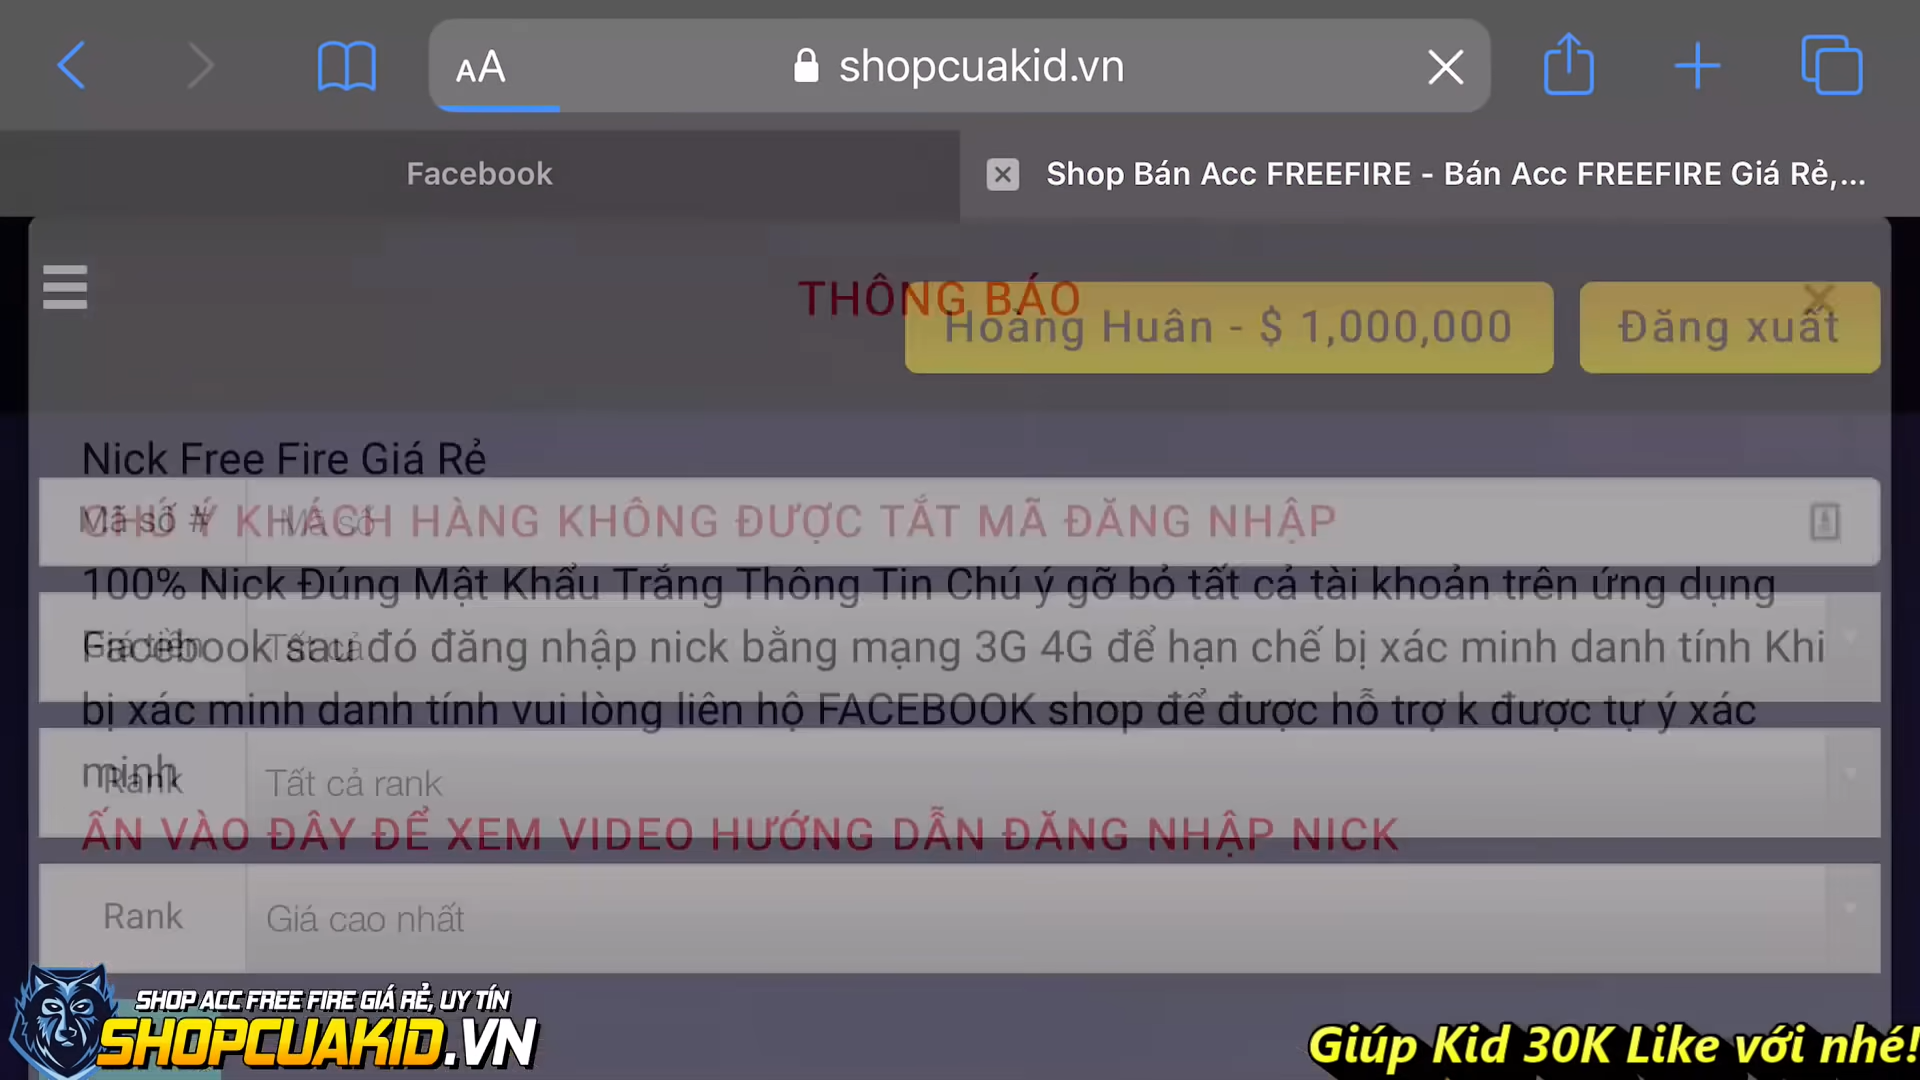 AA
shopcuakid.vn
Facebook
Shop Bán Acc FREEFIRE - Bán Acc FREEFIRE Giá Rẻ,...
THÔNG BÁO
Hoàng Huân - $ 1,000,000
Đăng xuất
Nick Free Fire Giá Rẻ
Mã số # Mã số
CHÚ Ý KHÁCH HÀNG KHÔNG ĐƯỢC TẮT MÃ ĐĂNG NHẬP
100% Nick Đúng Mật Khẩu Trắng Thông Tin Chú ý gỡ bỏ tất cả tài khoản trên ứng dụng
Giá tiền Tất cả
Facebook sau đó đăng nhập nick bằng mạng 3G 4G để hạn chế bị xác minh danh tính Khi
bị xác minh danh tính vui lòng liên hộ FACEBOOK shop để được hỗ trợ k được tự ý xác
minh
Rank Tất cả rank
ẤN VÀO ĐÂY ĐỂ XEM VIDEO HƯỚNG DẪN ĐĂNG NHẬP NICK
Rank Giá cao nhất
SHOP ACC FREE FIRE GIÁ RẺ, UY TÍN
SHOPCUAKID.VN
Giúp Kid 30K Like với nhé!